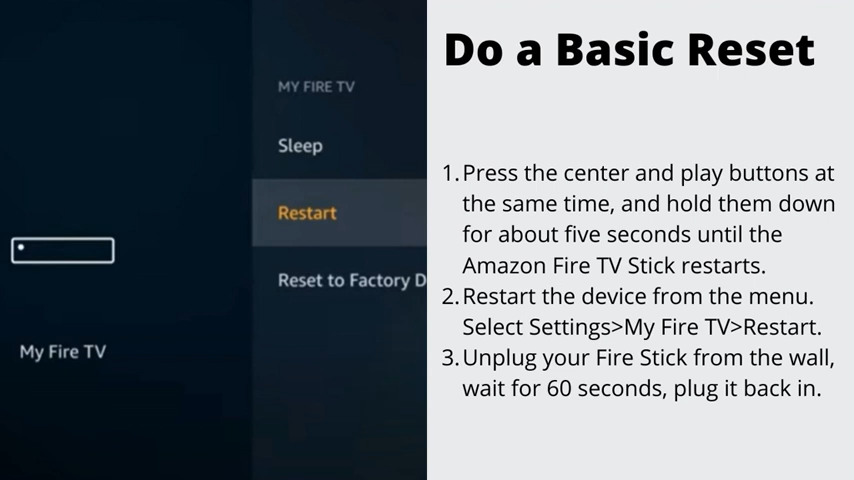 MY FIRE TV
Sleep
Restart
Reset to Factory D
My Fire TV
Do a Basic Reset
1. Press the center and play buttons at
the same time, and hold them down
for about five seconds until the
Amazon Fire TV Stick restarts.
2. Restart the device from the menu.
Select Settings>My Fire TV>Restart.
3. Unplug your Fire Stick from the wall,
wait for 60 seconds, plug it back in.